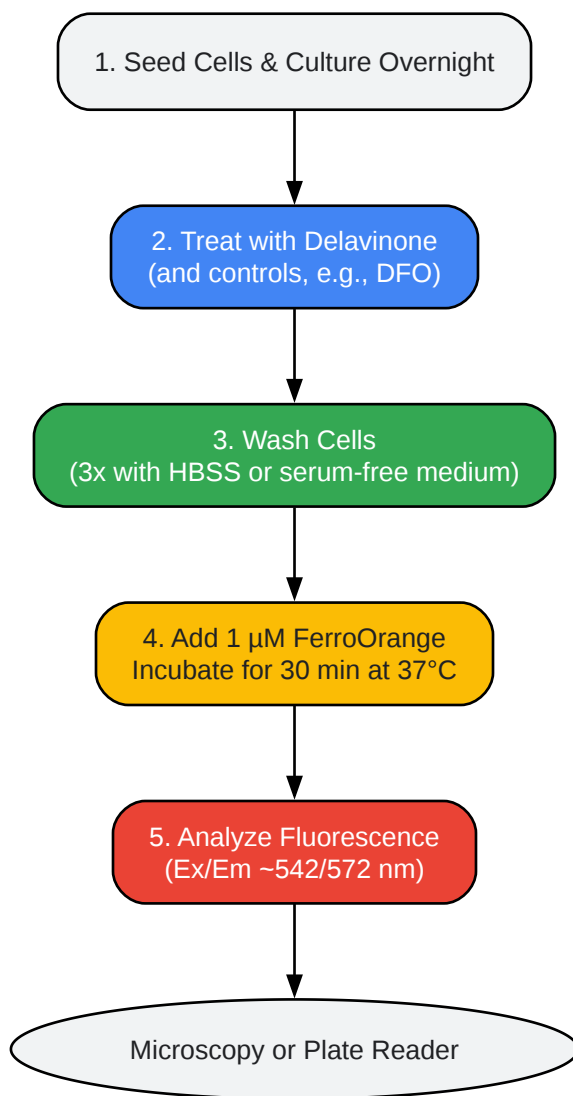 1. Seed Cells & Culture Overnight
2. Treat with Delavinone
(and controls, e.g., DFO)
3. Wash Cells
(3x with HBSS or serum-free medium)
4. Add 1 µM FerroOrange
Incubate for 30 min at 37°C
5. Analyze Fluorescence
(Ex/Em ~542/572 nm)
Microscopy or Plate Reader